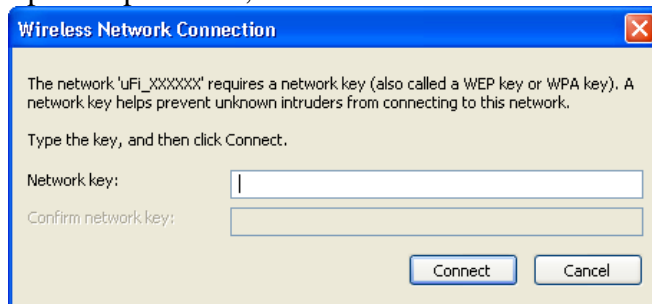 Wireless Network Connection
The network 'uFi_XXXXXX' requires a network key (also called a WEP key or WPA key). A
network key helps prevent unknown intruders from connecting to this network.
Type the key, and then click Connect.
Network key:
Confirm network key:
Connect Cancel